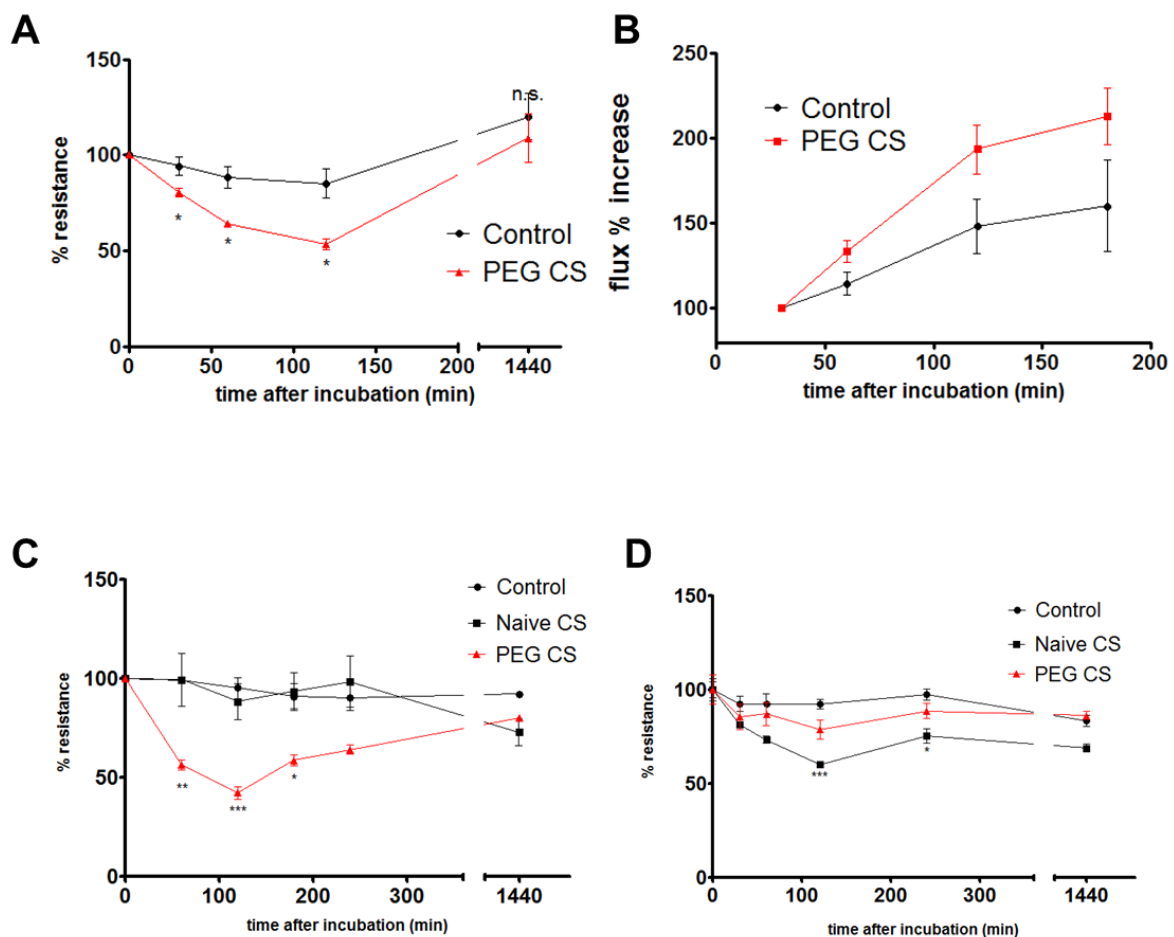 A
150
100
50
0
% resistance
n.s.
*
*
*
Control
PEG CS
0 50 100 150 200 1440
time after incubation (min)
B
250
200
150
100
flux % increase
Control
PEG CS
0 50 100 150 200
time after incubation (min)
C
150
100
50
0
% resistance
Control
Naive CS
PEG CS
**
***
*
0 100 200 300 1440
time after incubation (min)
D
150
100
50
0
% resistance
Control
Naive CS
PEG CS
***
*
0 100 200 300 1440
time after incubation (min)